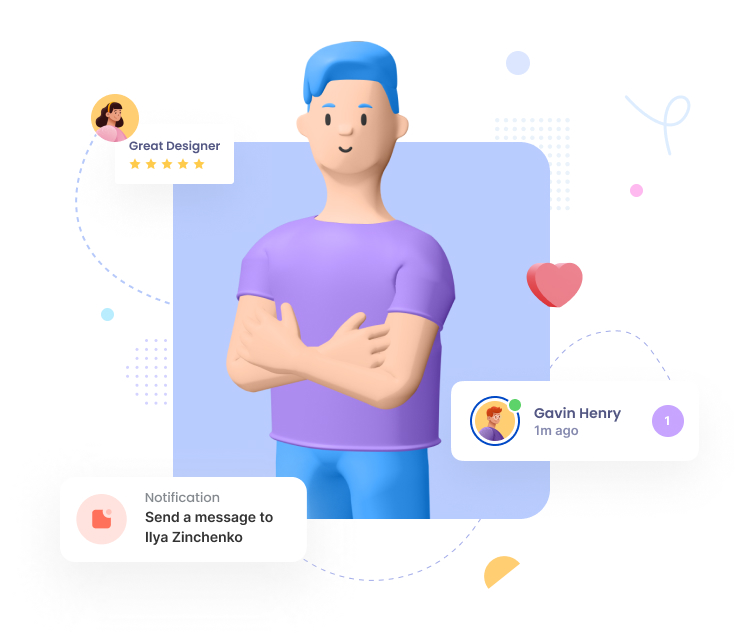 Great Designer
Gavin Henry
1m ago
1
Notification
Send a message to
Ilya Zinchenko